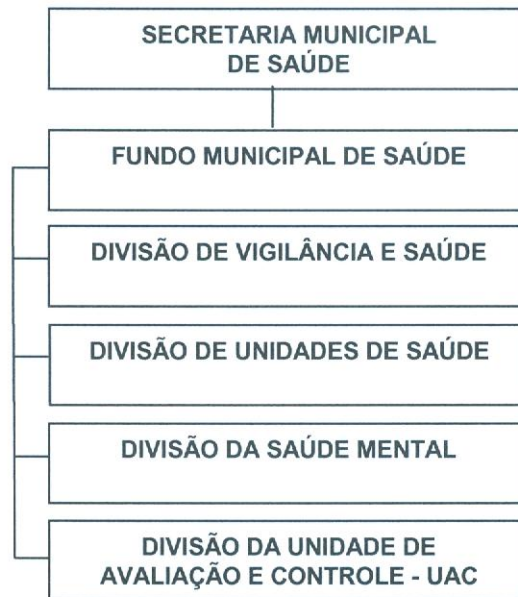 SECRETARIA MUNICIPAL
DE SAÚDE
FUNDO MUNICIPAL DE SAÚDE
DIVISÃO DE VIGILÂNCIA E SAÚDE
DIVISÃO DE UNIDADES DE SAÚDE
DIVISÃO DA SAÚDE MENTAL
DIVISÃO DA UNIDADE DE
AVALIAÇÃO E CONTROLE - UAC